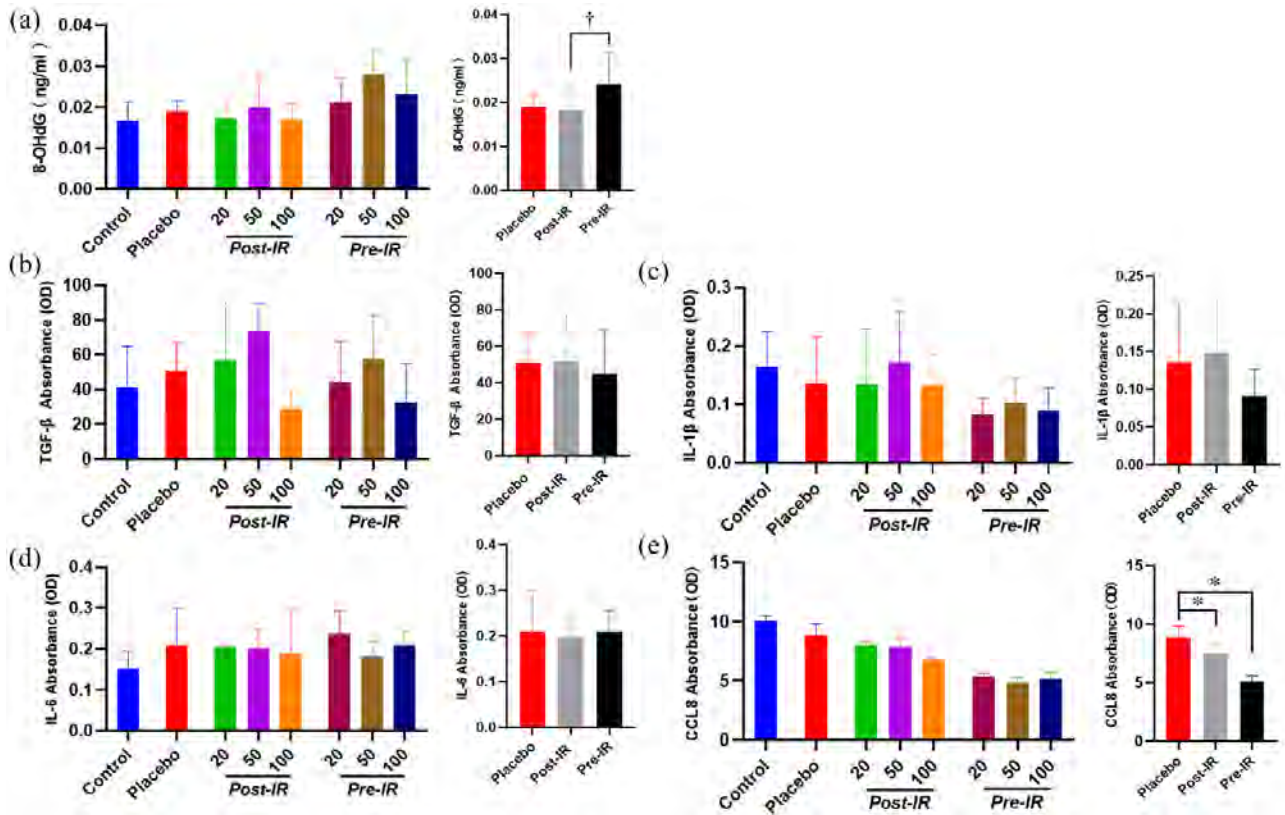 (a)
8-OHdG ( ng/ml )
0.04
0.03
0.02
0.01
0.00
Control
Placebo
20
50
100
Post-IR
20
50
100
Pre-IR
8-OHdG ( ng/ml )
0.04
0.03
0.02
0.01
0.00
†
Placebo
Post-IR
Pre-IR
(b)
TGF-β Absorbance (OD)
100
80
60
40
20
0
Control
Placebo
20
50
100
Post-IR
20
50
100
Pre-IR
TGF-β Absorbance (OD)
100
80
60
40
20
0
Placebo
Post-IR
Pre-IR
(c)
IL-1β Absorbance (OD)
0.3
0.2
0.1
0.0
Control
Placebo
20
50
100
Post-IR
20
50
100
Pre-IR
IL-1β Absorbance (OD)
0.25
0.20
0.15
0.10
0.05
0.00
Placebo
Post-IR
Pre-IR
(d)
IL-6 Absorbance (OD)
0.4
0.3
0.2
0.1
0.0
Control
Placebo
20
50
100
Post-IR
20
50
100
Pre-IR
IL-6 Absorbance (OD)
0.4
0.3
0.2
0.1
0.0
Placebo
Post-IR
Pre-IR
(e)
CCL8 Absorbance (OD)
15
10
5
0
Control
Placebo
20
50
100
Post-IR
20
50
100
Pre-IR
CCL8 Absorbance (OD)
15
10
5
0
*
*
Placebo
Post-IR
Pre-IR